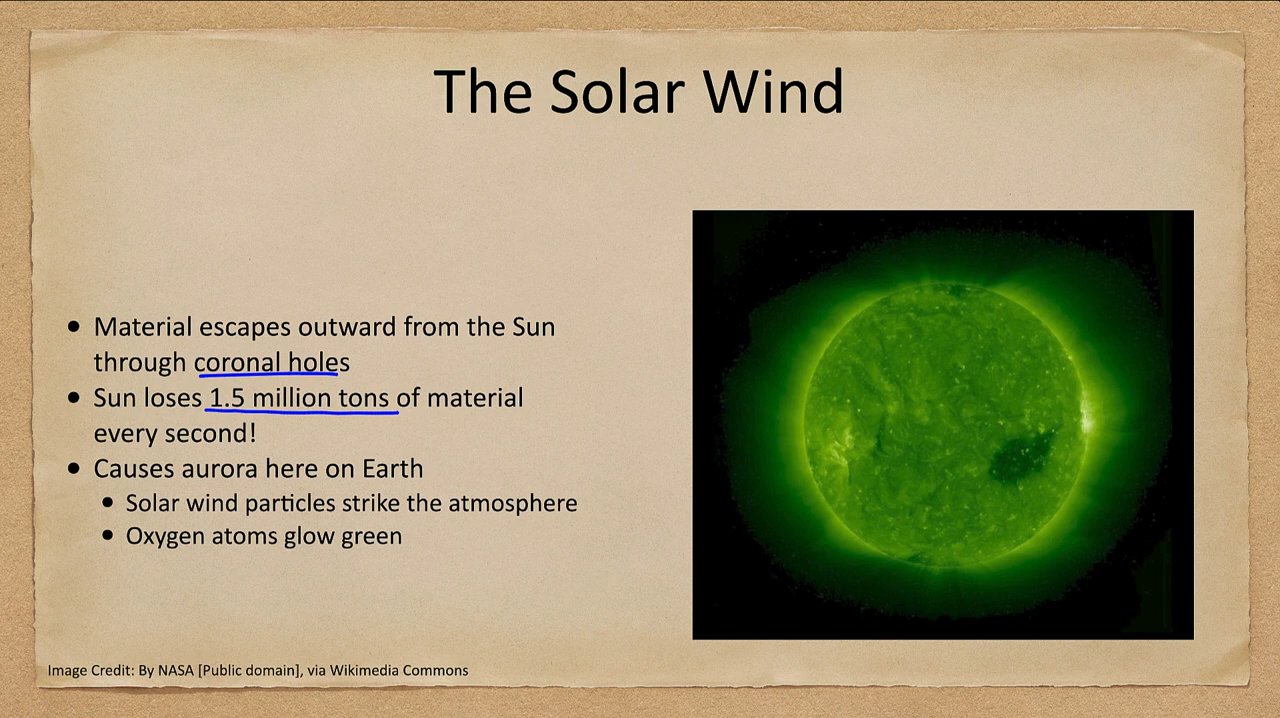 The Solar Wind
• Material escapes outward from the Sun
through coronal holes
• Sun loses 1.5 million tons of material
every second!
• Causes aurora here on Earth
• Solar wind particles strike the atmosphere
• Oxygen atoms glow green
Image Credit: By NASA [Public domain], via Wikimedia Commons